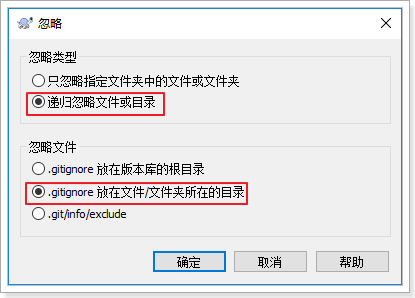 忽略
忽略类型
只忽略指定文件夹中的文件或文件夹
递归忽略文件或目录
忽略文件
.gitignore 放在版本库的根目录
.gitignore 放在文件/文件夹所在的目录
.git/info/exclude
确定 取消 帮助